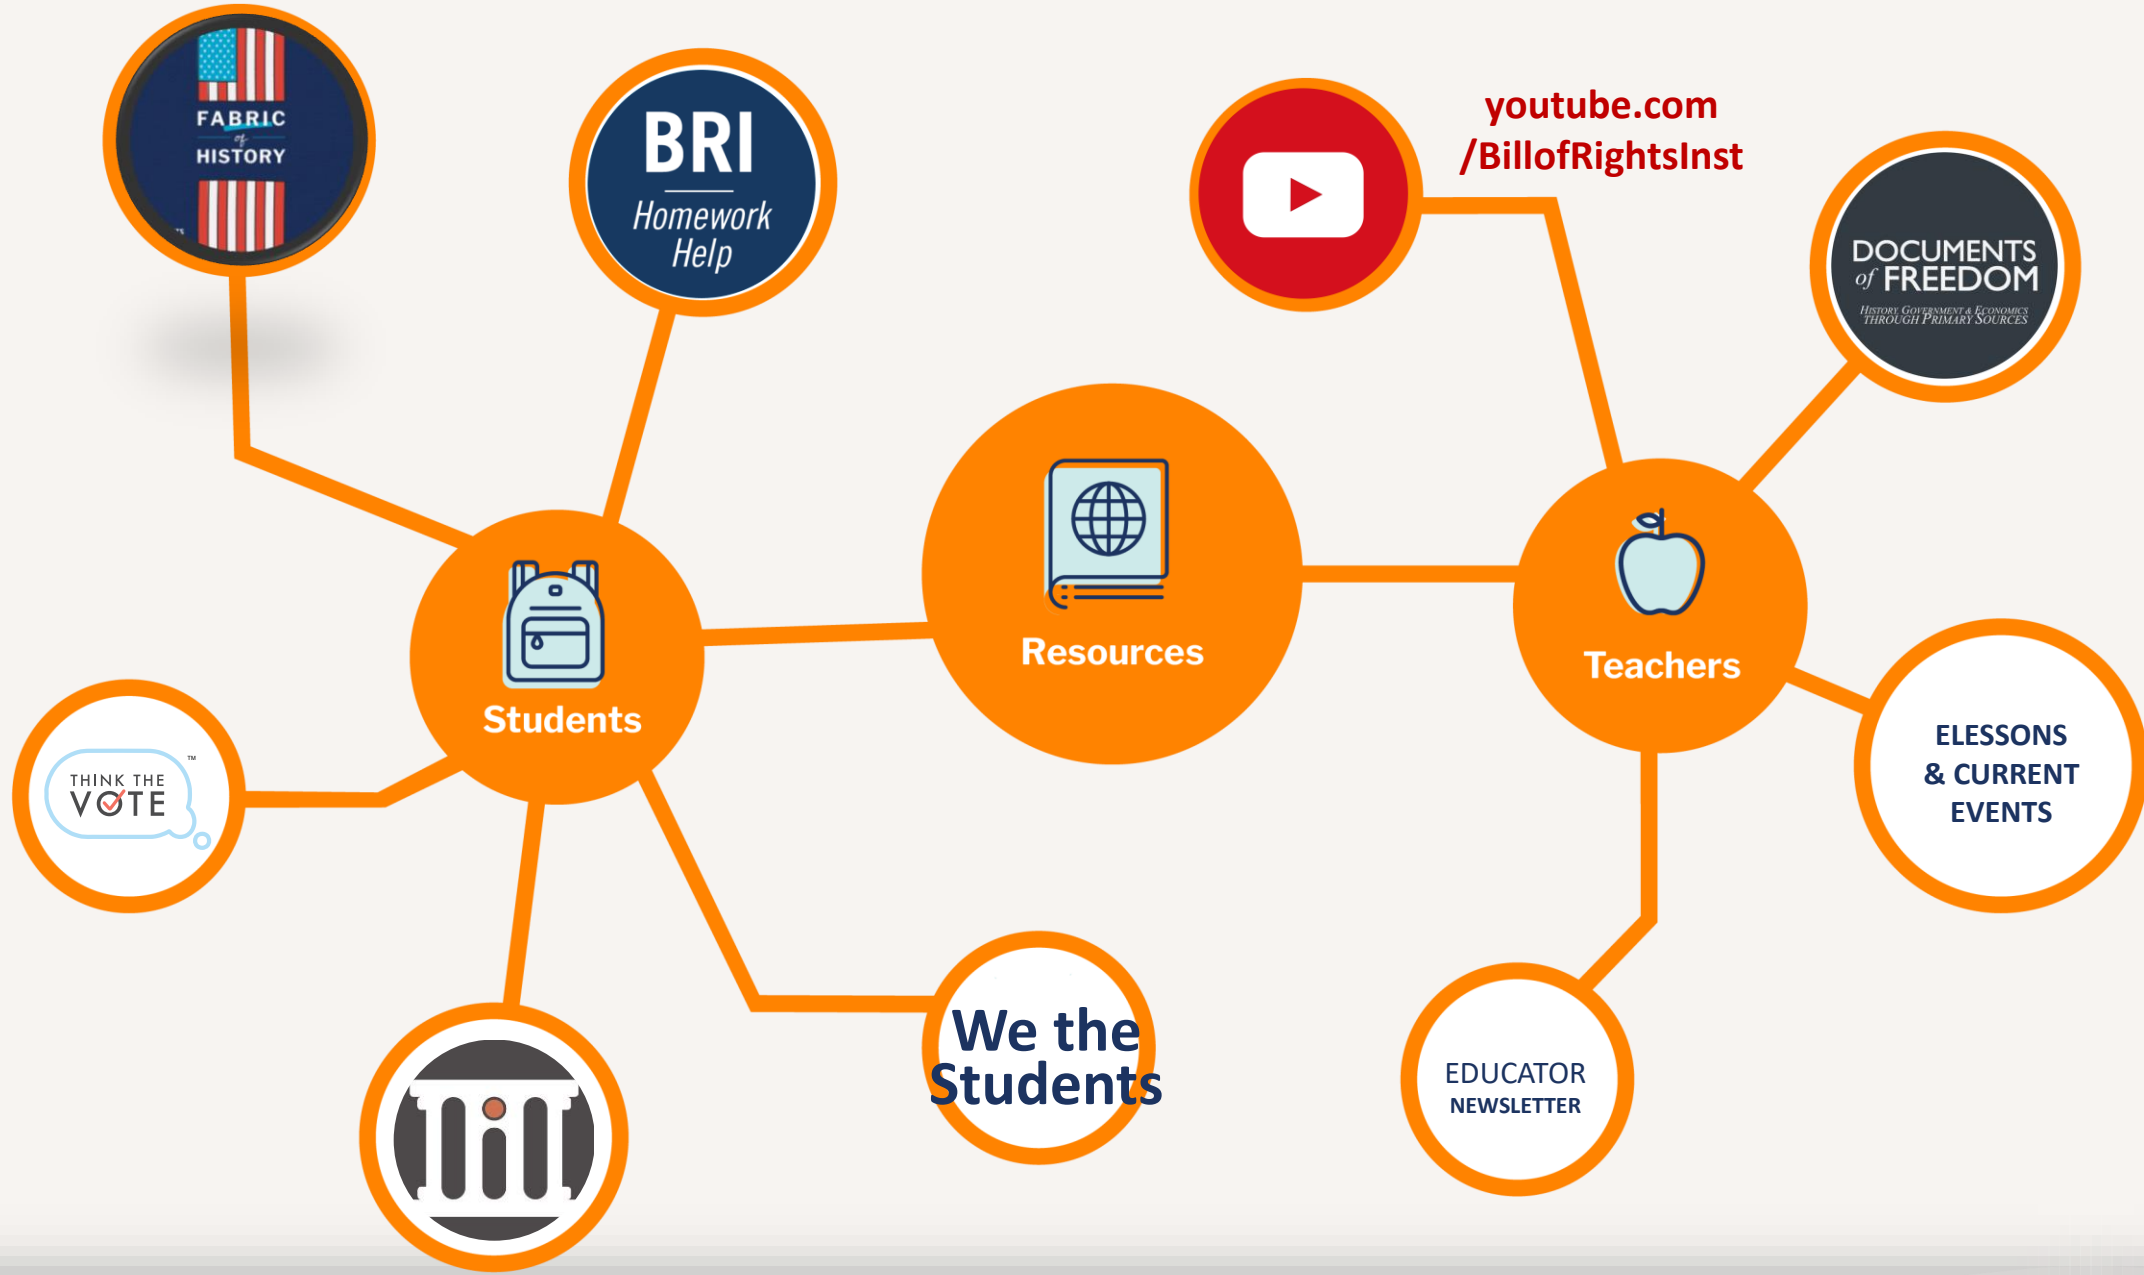 FABRIC
of
HISTORY
BRI
Homework
Help
youtube.com
/BillofRightsInst
DOCUMENTS
of FREEDOM
HISTORY, GOVERNMENT & ECONOMICS
THROUGH PRIMARY SOURCES
Resources
Students
Teachers
THINK THE
VOTE
TM
ELESSONS
& CURRENT
EVENTS
We the
Students
EDUCATOR
NEWSLETTER